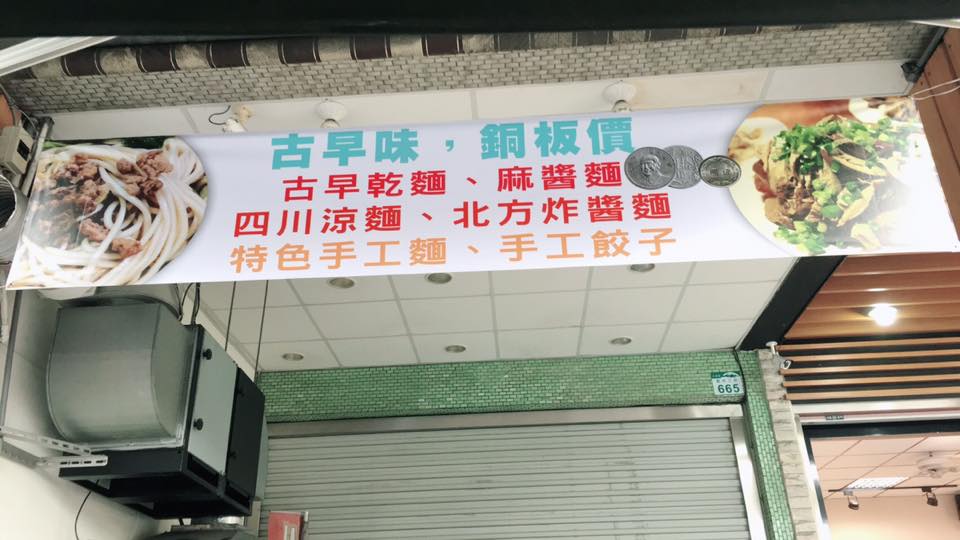 古早味，銅板價
古早乾麵、麻醬麵
四川涼麵、北方炸醬麵
特色手工麵、手工餃子
665